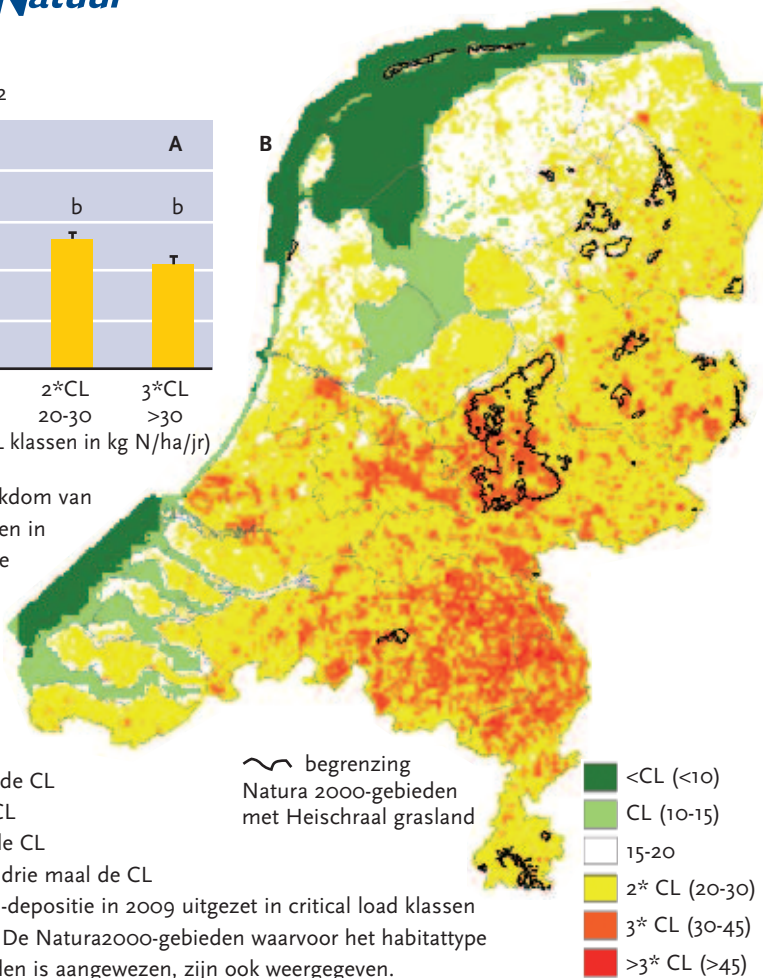 Natuur
2
A
B
b b
2*CL 3*CL
20-30 >30
klassen in kg N/ha/jr)
van
en in
e
de CL
CL
de CL
drie maal de CL
-depositie in 2009 uitgezet in critical load klassen
De Natura2000-gebieden waarvoor het habitattype
den is aangewezen, zijn ook weergegeven.
begrenzing
Natura 2000-gebieden
met Heischraal grasland
<CL (<10)
CL (10-15)
15-20
2* CL (20-30)
3* CL (30-45)
>3* CL (>45)